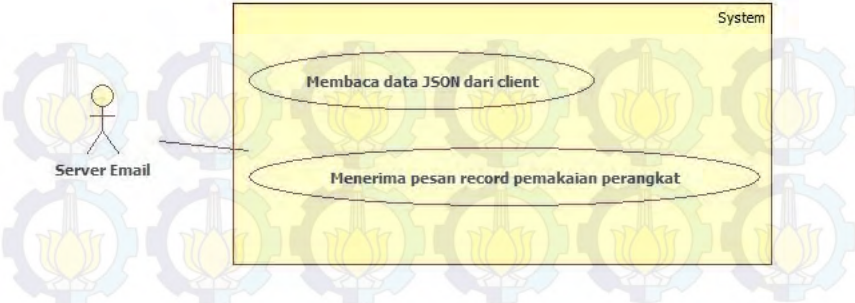 System
Membaca data JSON dari client
Server Email
Menerima pesan record pemakaian perangkat